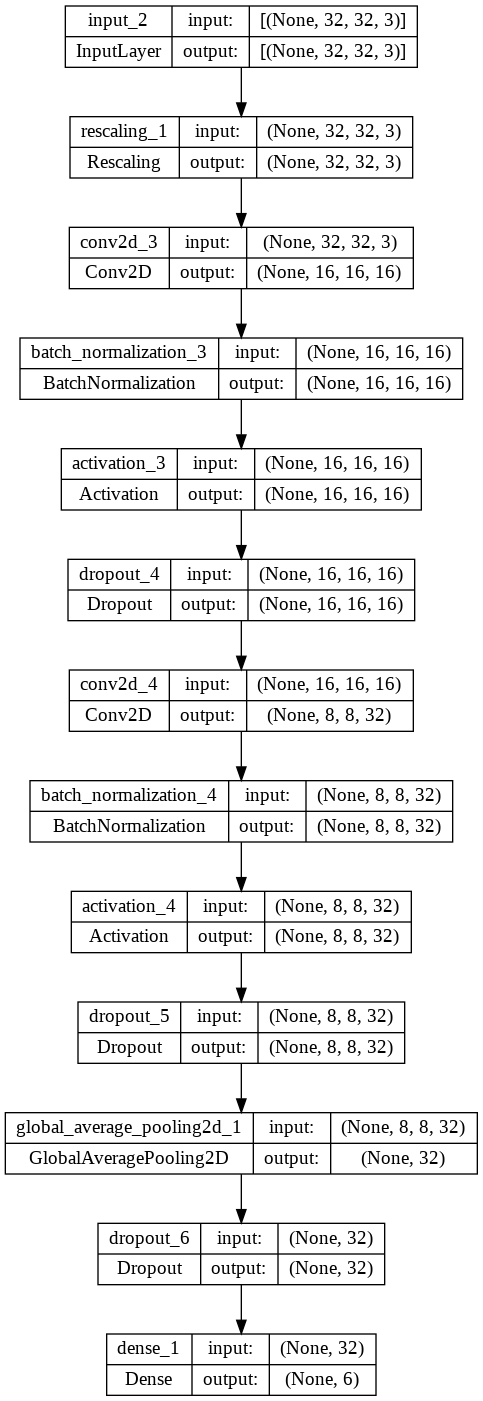 input_2 input: [(None, 32, 32, 3)]
InputLayer output: [(None, 32, 32, 3)]
rescaling_1 input: (None, 32, 32, 3)
Rescaling output: (None, 32, 32, 3)
conv2d_3 input: (None, 32, 32, 3)
Conv2D output: (None, 16, 16, 16)
batch_normalization_3 input: (None, 16, 16, 16)
BatchNormalization output: (None, 16, 16, 16)
activation_3 input: (None, 16, 16, 16)
Activation output: (None, 16, 16, 16)
dropout_4 input: (None, 16, 16, 16)
Dropout output: (None, 16, 16, 16)
conv2d_4 input: (None, 16, 16, 16)
Conv2D output: (None, 8, 8, 32)
batch_normalization_4 input: (None, 8, 8, 32)
BatchNormalization output: (None, 8, 8, 32)
activation_4 input: (None, 8, 8, 32)
Activation output: (None, 8, 8, 32)
dropout_5 input: (None, 8, 8, 32)
Dropout output: (None, 8, 8, 32)
global_average_pooling2d_1 input: (None, 8, 8, 32)
GlobalAveragePooling2D output: (None, 32)
dropout_6 input: (None, 32)
Dropout output: (None, 32)
dense_1 input: (None, 32)
Dense output: (None, 6)